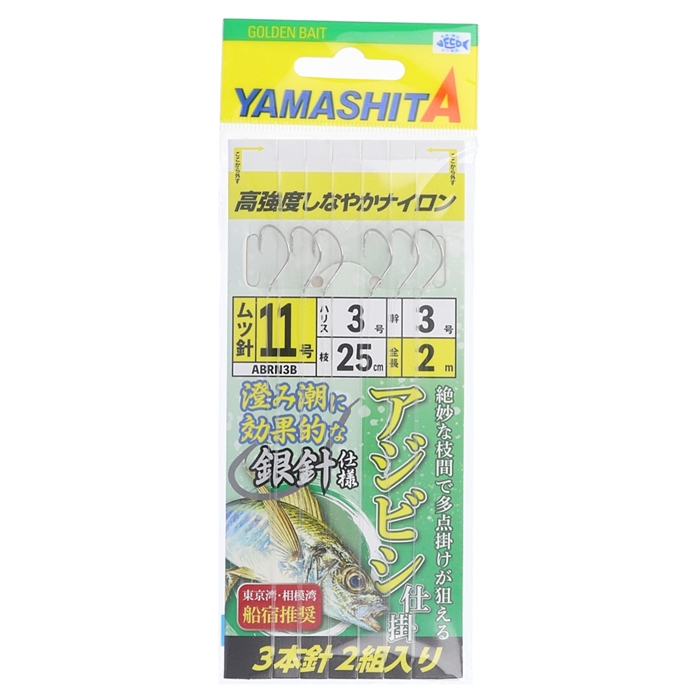 GOLDEN BAIT
ECO
YAMASHITA
ここから外す
ここから外す
高強度しなやかナイロン
ムツ針 11号
ABRN3B
ハリス 3号
幹 3号
枝 25cm
全長 2m
澄み潮に
効果的な
銀針仕様
絶妙な枝間で多点掛けが狙える
アジビシ仕掛
東京湾・相模湾
船宿推奨
3本針 2組入り